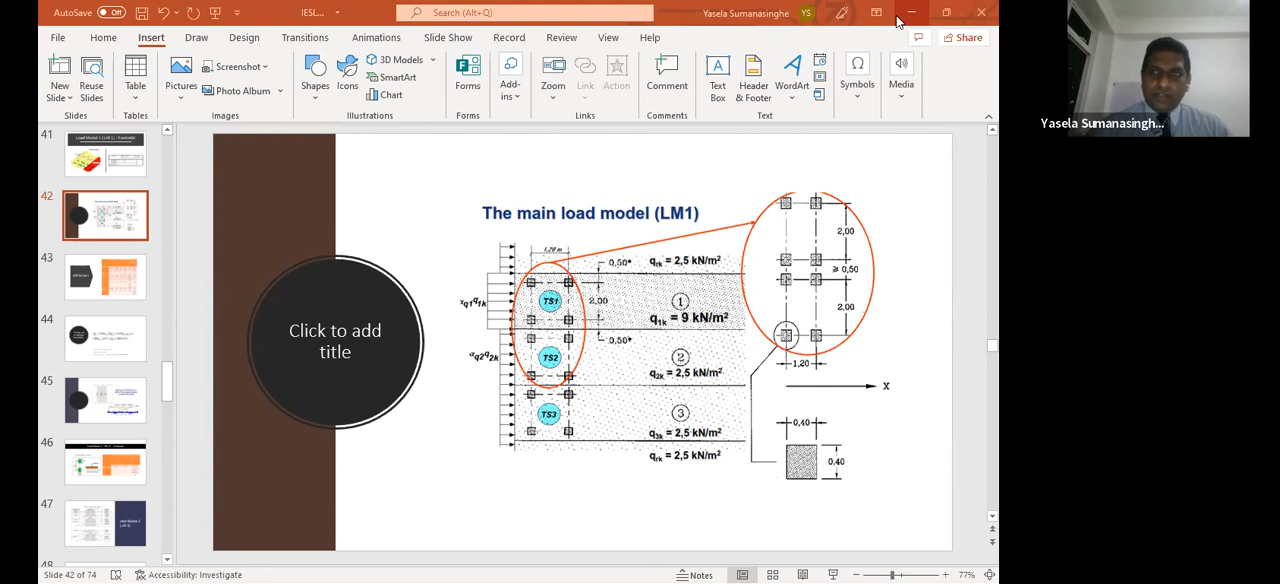 AutoSave Off IESL... Search (Alt+Q) Yasela Sumanasinghe YS
File Home Insert Draw Design Transitions Animations Slide Show Record Review View Help Share
New Slide Reuse Slides Table Pictures Screenshot Photo Album Shapes Icons 3D Models SmartArt Chart Forms Add-ins Zoom Link Action Comment Text Box Header & Footer WordArt Symbols Media
Slides Tables Images Illustrations Forms Links Comments Text
Yasela Sumanasingh...
41
42
43
44
45
46
47
48
Click to add title
The main load model (LM1)
1,20 m
0,50*
qrk = 2,5 kN/m²
2,00
TS1
1
q1k = 9 kN/m²
αq1q1k
0,50*
αq2q2k
TS2
2
q2k = 2,5 kN/m²
TS3
3
q3k = 2,5 kN/m²
qrk = 2,5 kN/m²
2,00
≥ 0,50
2,00
1,20
X
0,40
0,40
Slide 42 of 74 Accessibility: Investigate Notes 77%